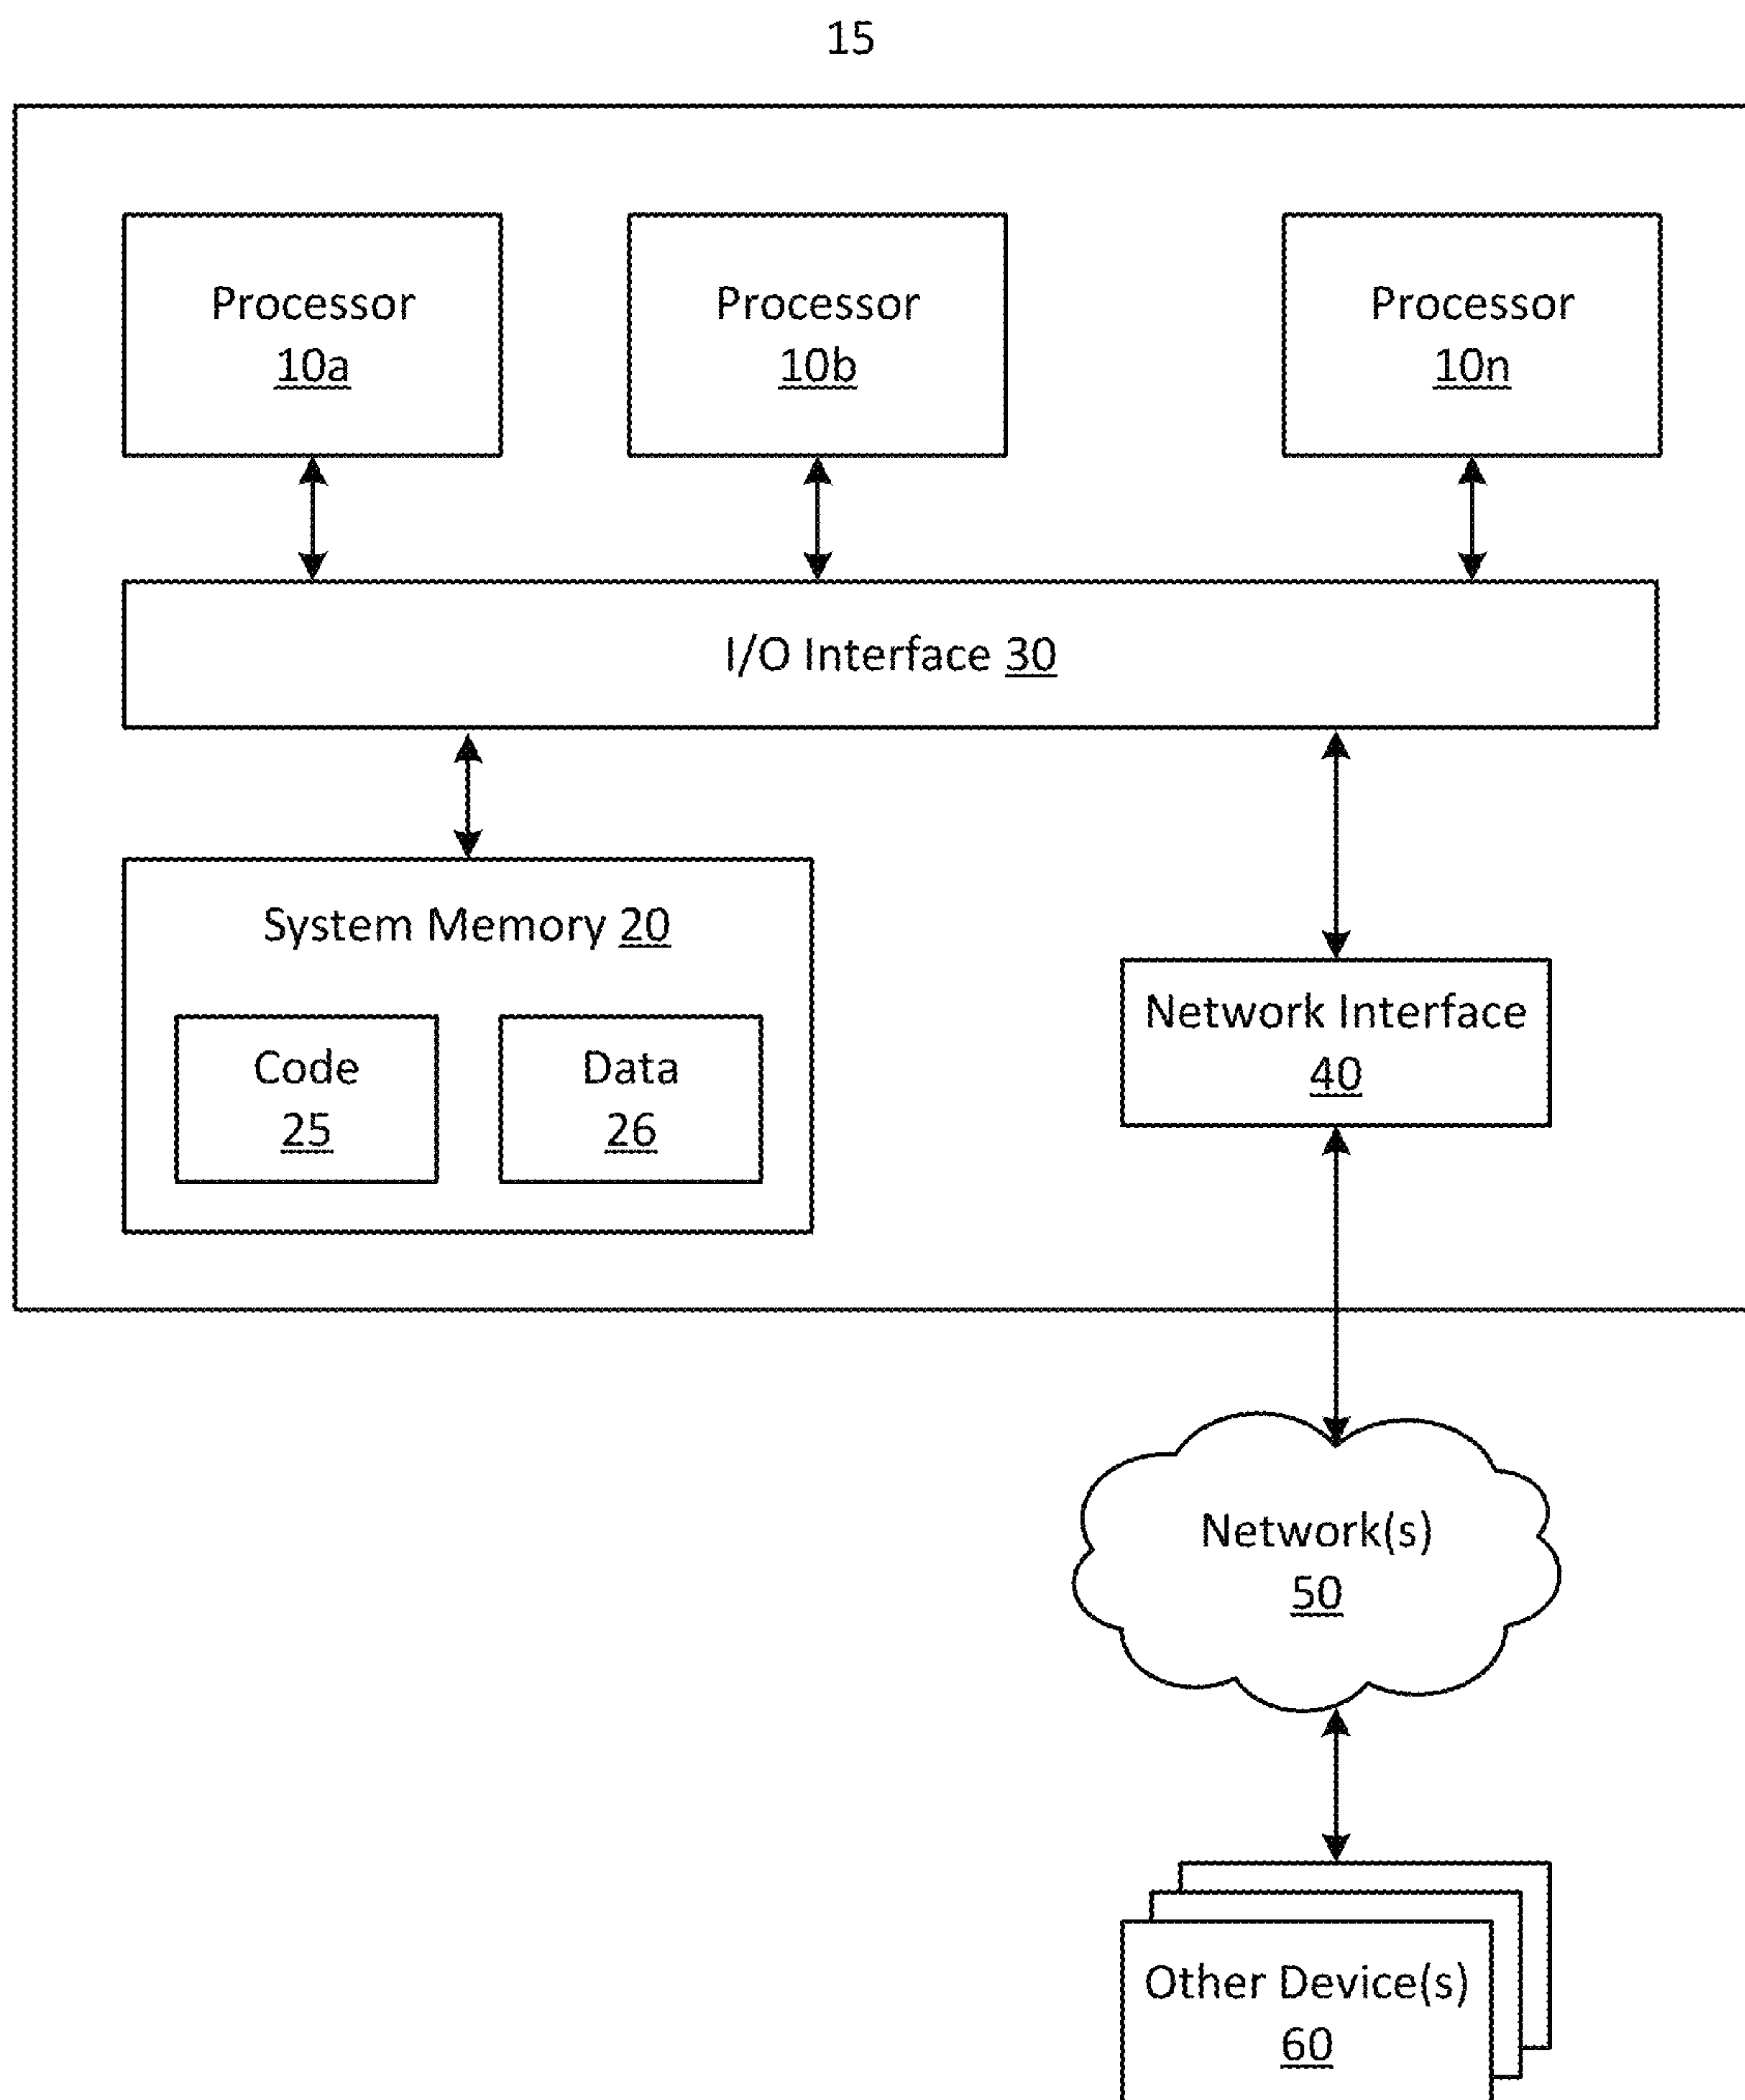 15
Processor
10a
Processor
10b
Processor
10n
I/O Interface 30
System Memory 20
Code
25
Data
26
Network Interface
40
Network(s)
50
Other Device(s)
60